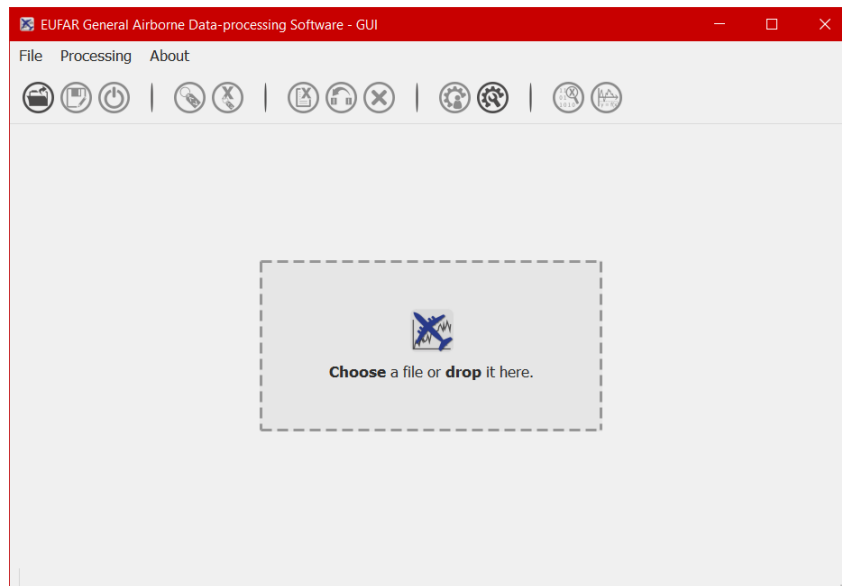 EUFAR General Airborne Data-processing Software - GUI
File Processing About
Choose a file or drop it here.